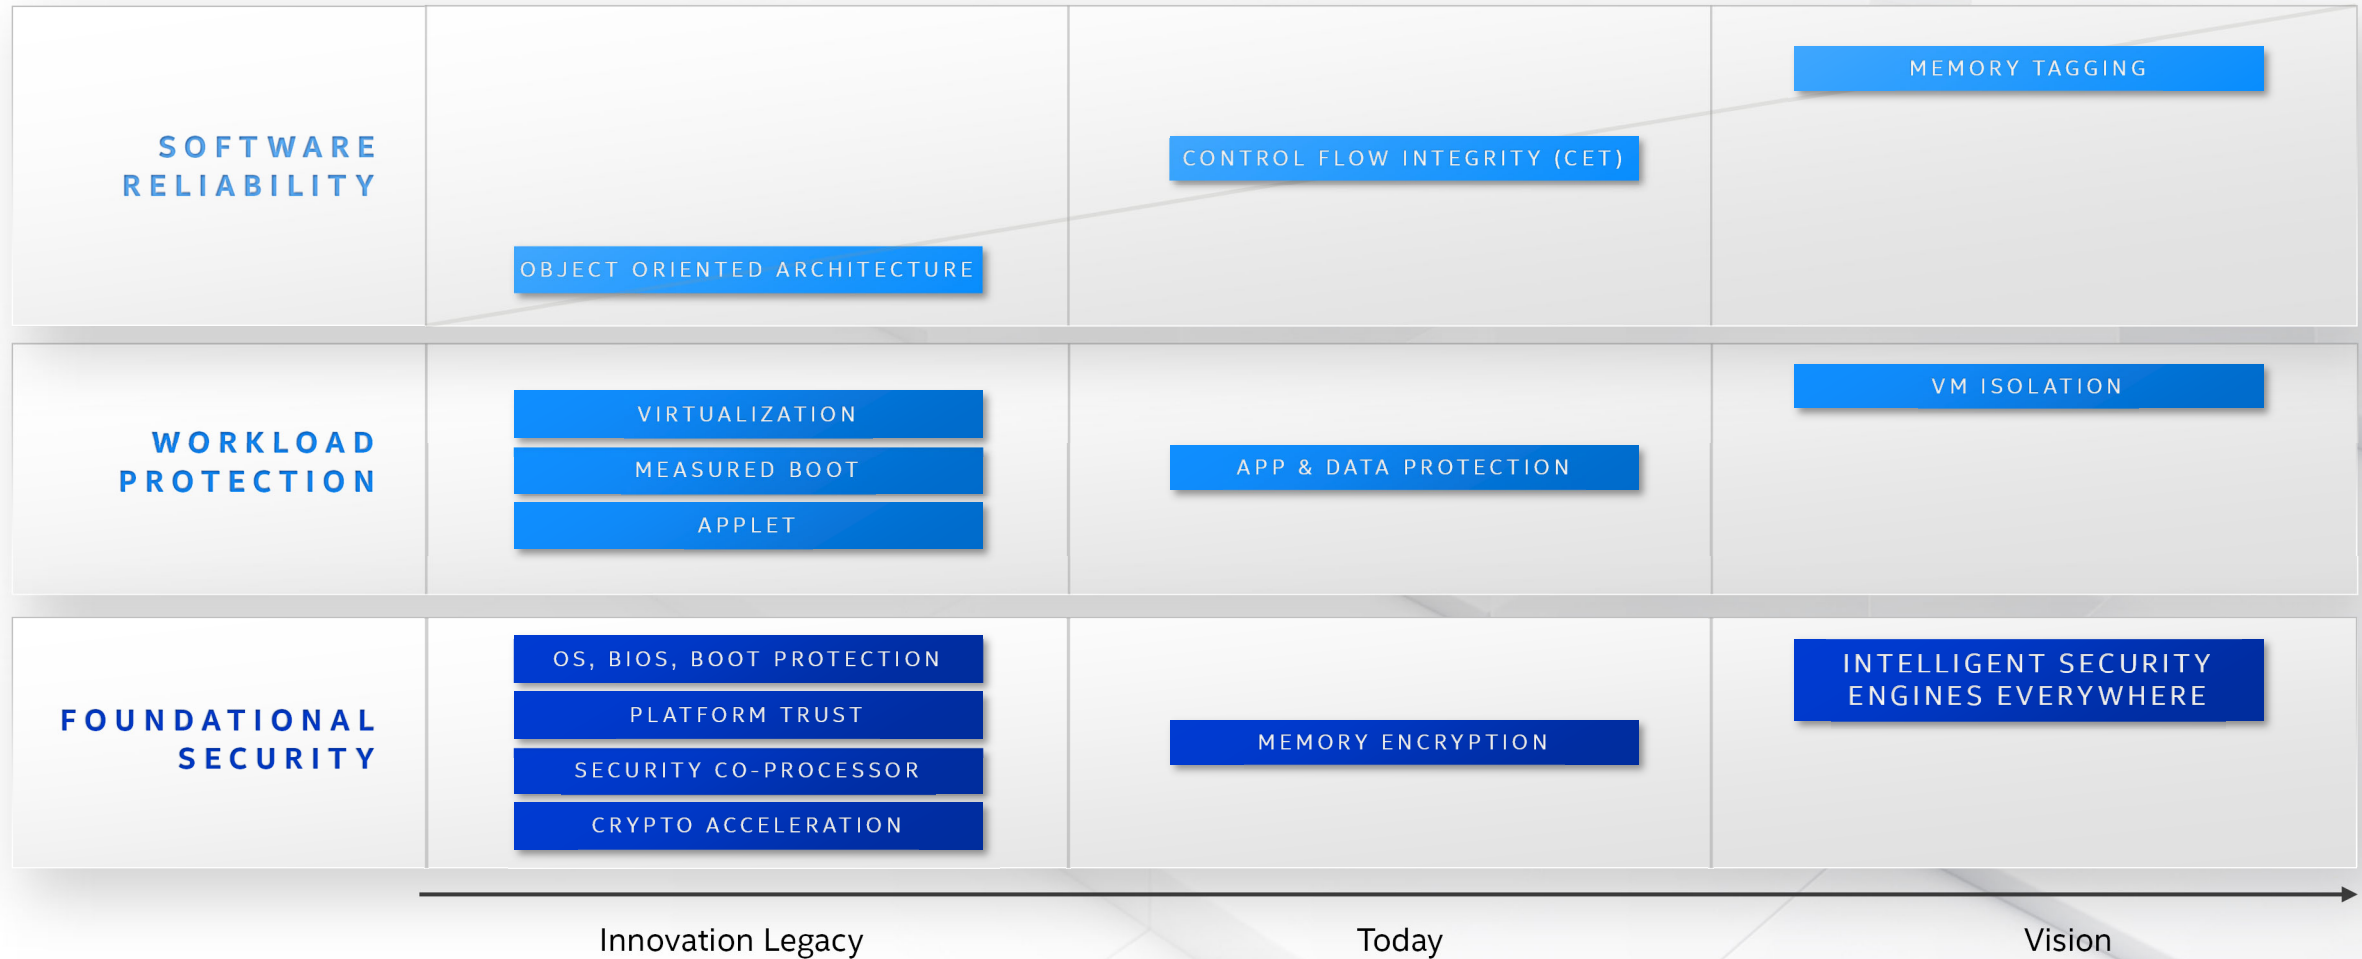 SOFTWARE
RELIABILITY
OBJECT ORIENTED ARCHITECTURE
CONTROL FLOW INTEGRITY (CET)
MEMORY TAGGING
WORKLOAD
PROTECTION
VIRTUALIZATION
MEASURED BOOT
APPLET
APP & DATA PROTECTION
VM ISOLATION
FOUNDATIONAL
SECURITY
OS, BIOS, BOOT PROTECTION
PLATFORM TRUST
SECURITY CO-PROCESSOR
CRYPTO ACCELERATION
MEMORY ENCRYPTION
INTELLIGENT SECURITY
ENGINES EVERYWHERE
Innovation Legacy
Today
Vision